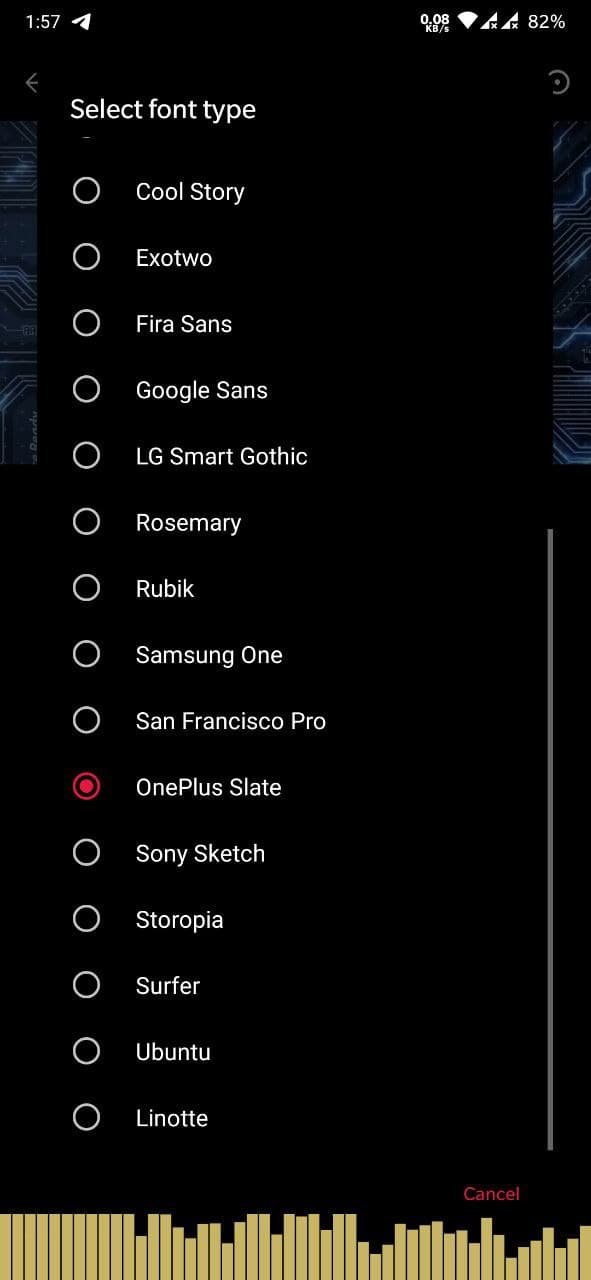 1:57
0.08
KB/s
82%
Select font type
Cool Story
Exotwo
Fira Sans
Google Sans
LG Smart Gothic
Rosemary
Rubik
Samsung One
San Francisco Pro
OnePlus Slate
Sony Sketch
Storopia
Surfer
Ubuntu
Linotte
Cancel